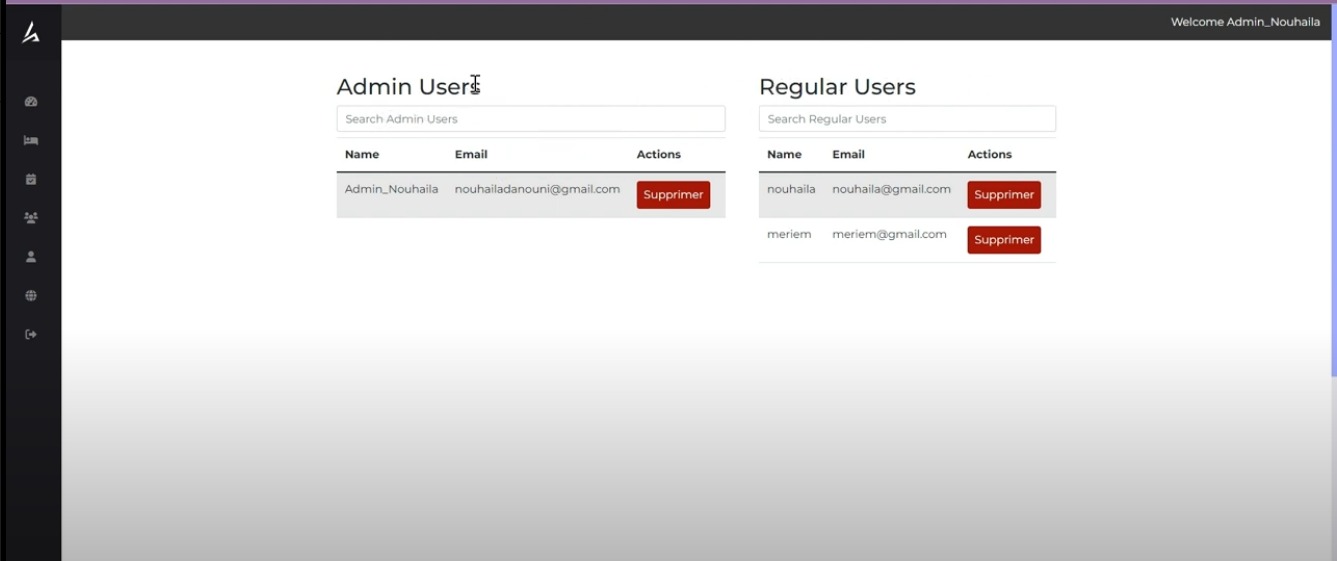 Welcome Admin_Nouhaila
Admin Users
Search Admin Users
Name Email Actions
Admin_Nouhaila nouhailadanouni@gmail.com Supprimer
Regular Users
Search Regular Users
Name Email Actions
nouhaila nouhaila@gmail.com Supprimer
meriem meriem@gmail.com Supprimer